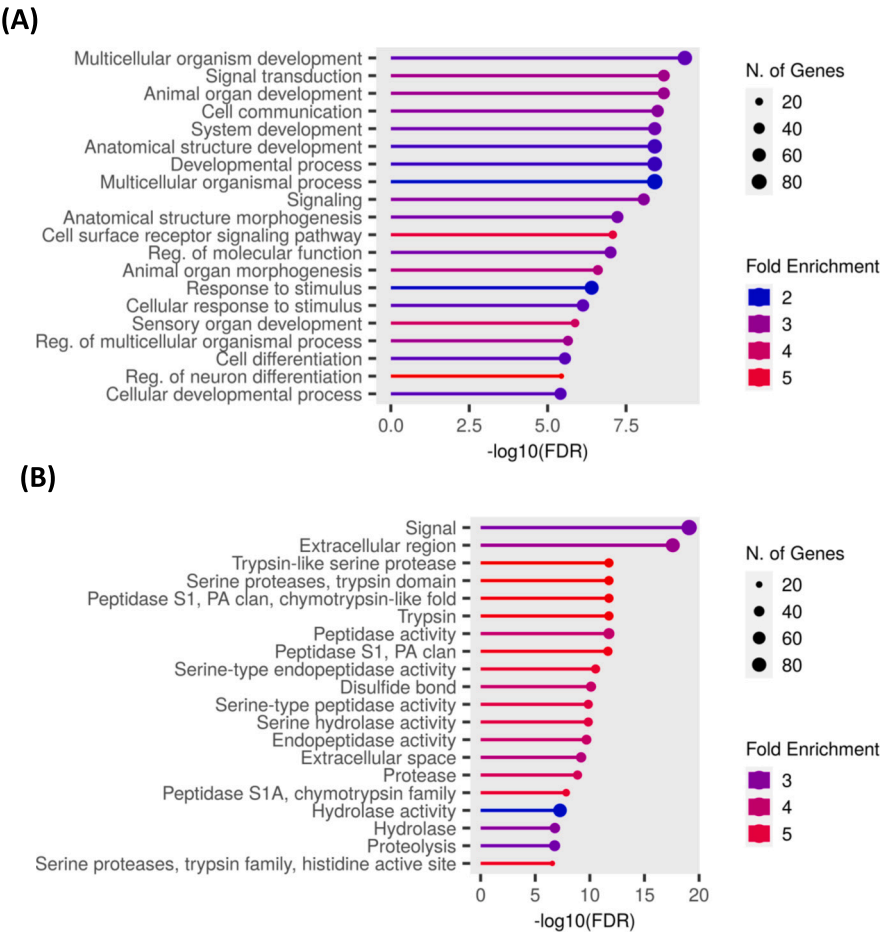 (A)
Multicellular organism development
Signal transduction
Animal organ development
Cell communication
System development
Anatomical structure development
Developmental process
Multicellular organismal process
Signaling
Anatomical structure morphogenesis
Cell surface receptor signaling pathway
Reg. of molecular function
Animal organ morphogenesis
Response to stimulus
Cellular response to stimulus
Sensory organ development
Reg. of multicellular organismal process
Cell differentiation
Reg. of neuron differentiation
Cellular developmental process
0.0 2.5 5.0 7.5
-log10(FDR)
N. of Genes
20
40
60
80
Fold Enrichment
2
3
4
5
(B)
Signal
Extracellular region
Trypsin-like serine protease
Serine proteases, trypsin domain
Peptidase S1, PA clan, chymotrypsin-like fold
Trypsin
Peptidase activity
Peptidase S1, PA clan
Serine-type endopeptidase activity
Disulfide bond
Serine-type peptidase activity
Serine hydrolase activity
Endopeptidase activity
Extracellular space
Protease
Peptidase S1A, chymotrypsin family
Hydrolase activity
Hydrolase
Proteolysis
Serine proteases, trypsin family, histidine active site
0 5 10 15 20
-log10(FDR)
N. of Genes
20
40
60
80
Fold Enrichment
3
4
5